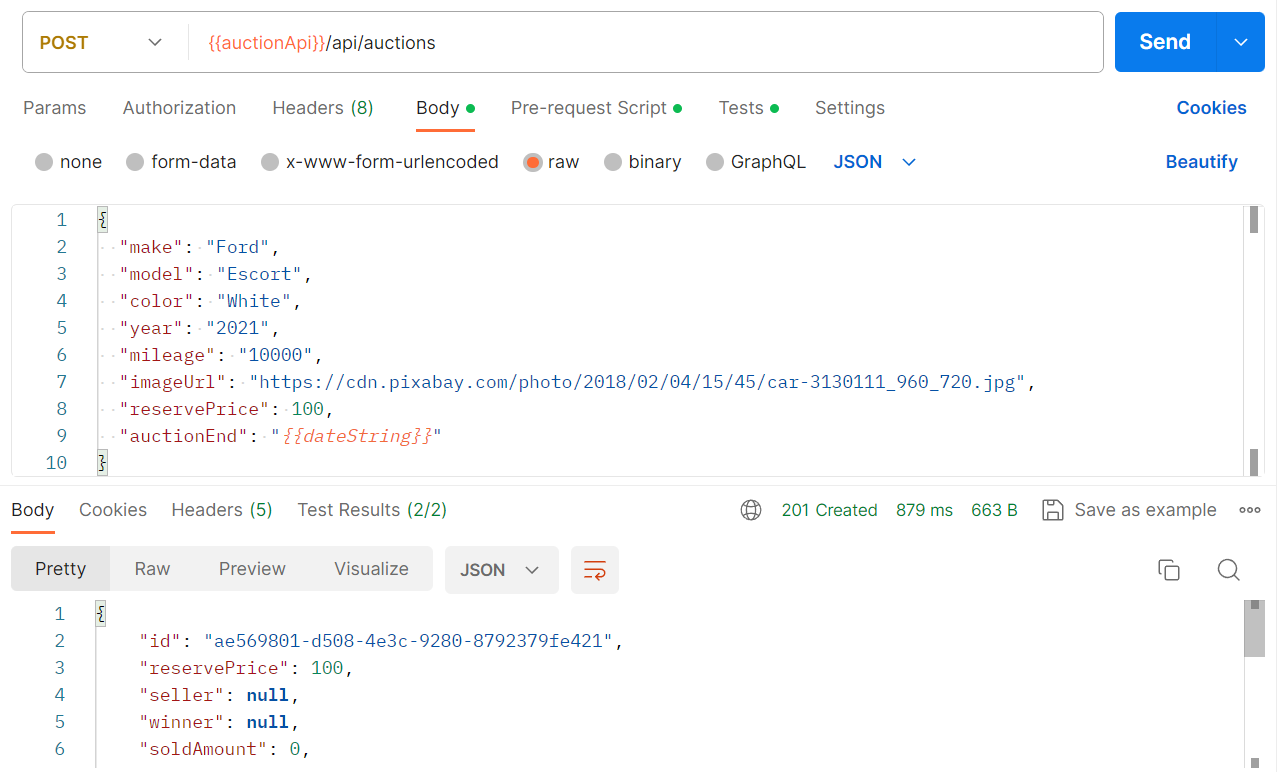 POST {{auctionApi}}/api/auctions Send
Params Authorization Headers (8) Body Pre-request Script Tests Settings Cookies
none form-data x-www-form-urlencoded raw binary GraphQL JSON Beautify
1 {
2 "make": "Ford",
3 "model": "Escort",
4 "color": "White",
5 "year": "2021",
6 "mileage": "10000",
7 "imageUrl": "https://cdn.pixabay.com/photo/2018/02/04/15/45/car-3130111_960_720.jpg",
8 "reservePrice": 100,
9 "auctionEnd": "{{dateString}}"
10 }
Body Cookies Headers (5) Test Results (2/2) 201 Created 879 ms 663 B Save as example
Pretty Raw Preview Visualize JSON
1 {
2 "id": "ae569801-d508-4e3c-9280-8792379fe421",
3 "reservePrice": 100,
4 "seller": null,
5 "winner": null,
6 "soldAmount": 0,